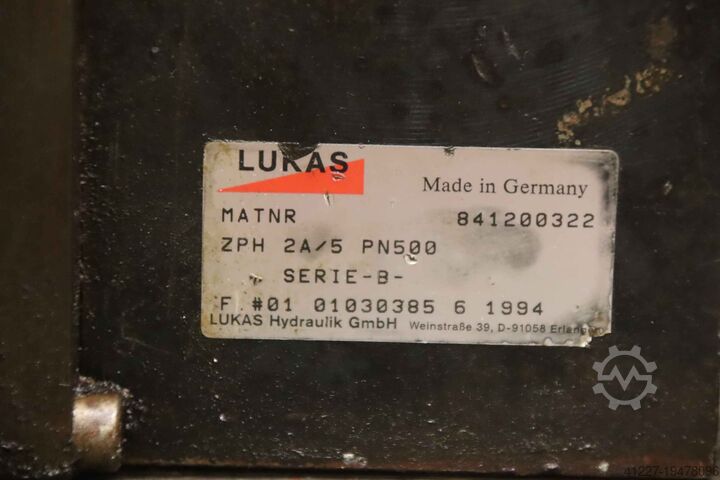 LUKAS
Made in Germany
MATNR 841200322
ZPH 2A/5 PN500
SERIE-B-
F #01 01030385 6 1994
LUKAS Hydraulik GmbH Weinstraße 39, D-91058 Erlangen
41227-19478096